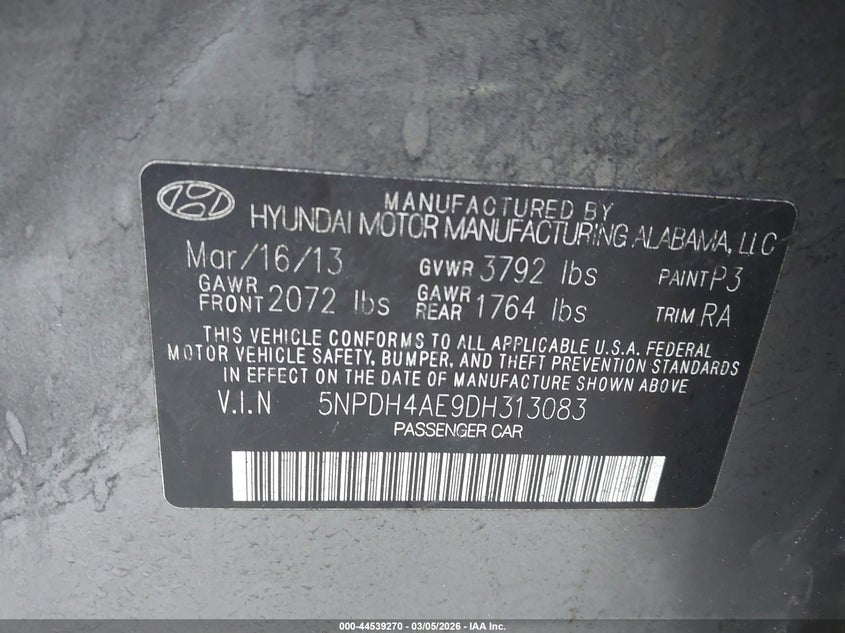 MANUFACTURED BY
HYUNDAI MOTOR MANUFACTURING ALABAMA, LLC
Mar/16/13 GVWR 3792 lbs PAINT P3
GAWR FRONT 2072 lbs GAWR REAR 1764 lbs TRIM RA
THIS VEHICLE CONFORMS TO ALL APPLICABLE U.S.A. FEDERAL
MOTOR VEHICLE SAFETY, BUMPER, AND THEFT PREVENTION STANDARDS
IN EFFECT ON THE DATE OF MANUFACTURE SHOWN ABOVE
V.I.N 5NPDH4AE9DH313083
PASSENGER CAR
000-44539270 - 03/05/2026 - IAA Inc.